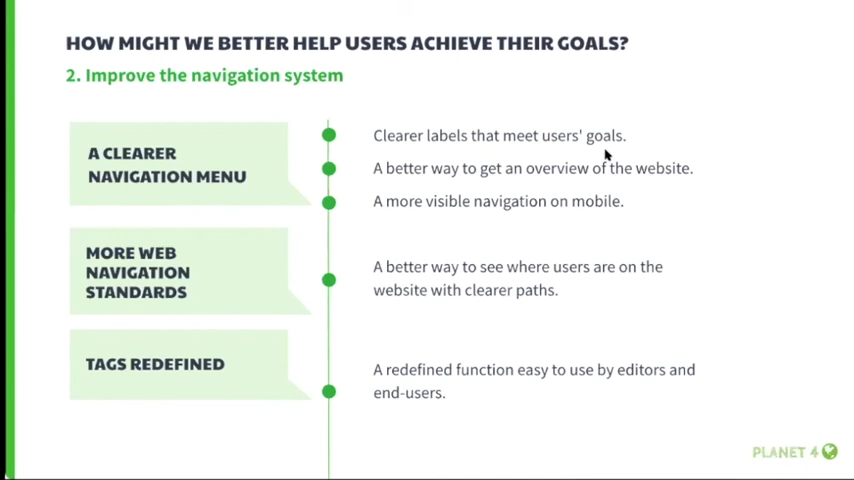 HOW MIGHT WE BETTER HELP USERS ACHIEVE THEIR GOALS?
2. Improve the navigation system
A CLEARER
NAVIGATION MENU
Clearer labels that meet users' goals.
A better way to get an overview of the website.
A more visible navigation on mobile.
MORE WEB
NAVIGATION
STANDARDS
A better way to see where users are on the
website with clearer paths.
TAGS REDEFINED
A redefined function easy to use by editors and
end-users.
PLANET 4